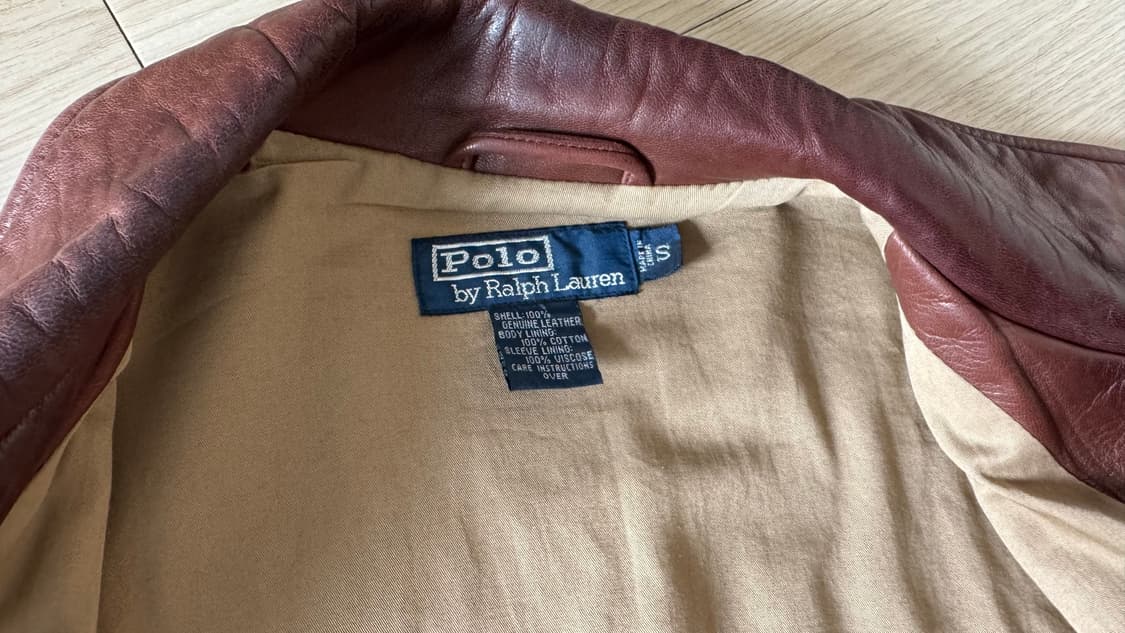 Polo
by Ralph Lauren
MADE IN
CHINA
S
SHELL:100%
GENUINE LEATHER
BODY LINING:
100% COTTON
SLEEVE LINING:
100% VISCOSE
CARE INSTRUCTIONS
OVER